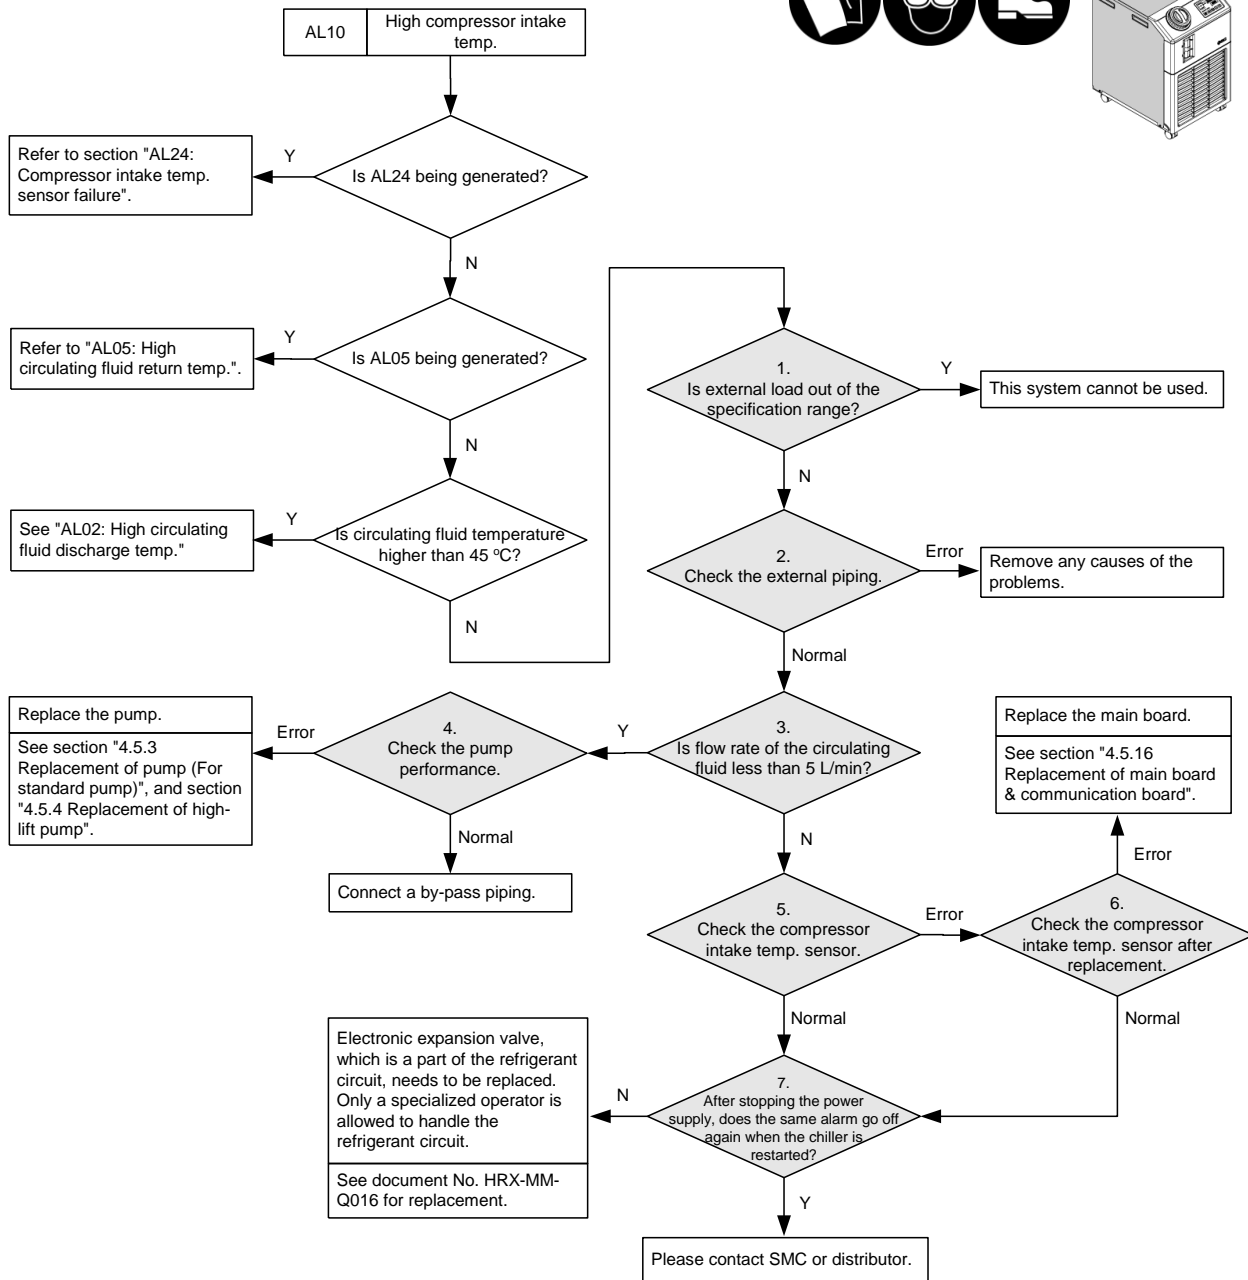 AL10
High compressor intake
temp.
Is AL24 being generated?
Y
Refer to section "AL24:
Compressor intake temp.
sensor failure".
N
Is AL05 being generated?
Y
Refer to "AL05: High
circulating fluid return temp.".
N
Is circulating fluid temperature
higher than 45 ºC?
Y
See "AL02: High circulating
fluid discharge temp."
N
1.
Is external load out of the
specification range?
Y
This system cannot be used.
N
2.
Check the external piping.
Error
Remove any causes of the
problems.
Normal
3.
Is flow rate of the circulating
fluid less than 5 L/min?
Y
4.
Check the pump
performance.
Error
Replace the pump.
See section "4.5.3
Replacement of pump (For
standard pump)", and section
"4.5.4 Replacement of high-
lift pump".
Normal
Connect a by-pass piping.
N
5.
Check the compressor
intake temp. sensor.
Error
6.
Check the compressor
intake temp. sensor after
replacement.
Error
Replace the main board.
See section "4.5.16
Replacement of main board
& communication board".
Normal
Normal
7.
After stopping the power
supply, does the same alarm go off
again when the chiller is
restarted?
N
Electronic expansion valve,
which is a part of the refrigerant
circuit, needs to be replaced.
Only a specialized operator is
allowed to handle the
refrigerant circuit.
See document No. HRX-MM-
Q016 for replacement.
Y
Please contact SMC or distributor.